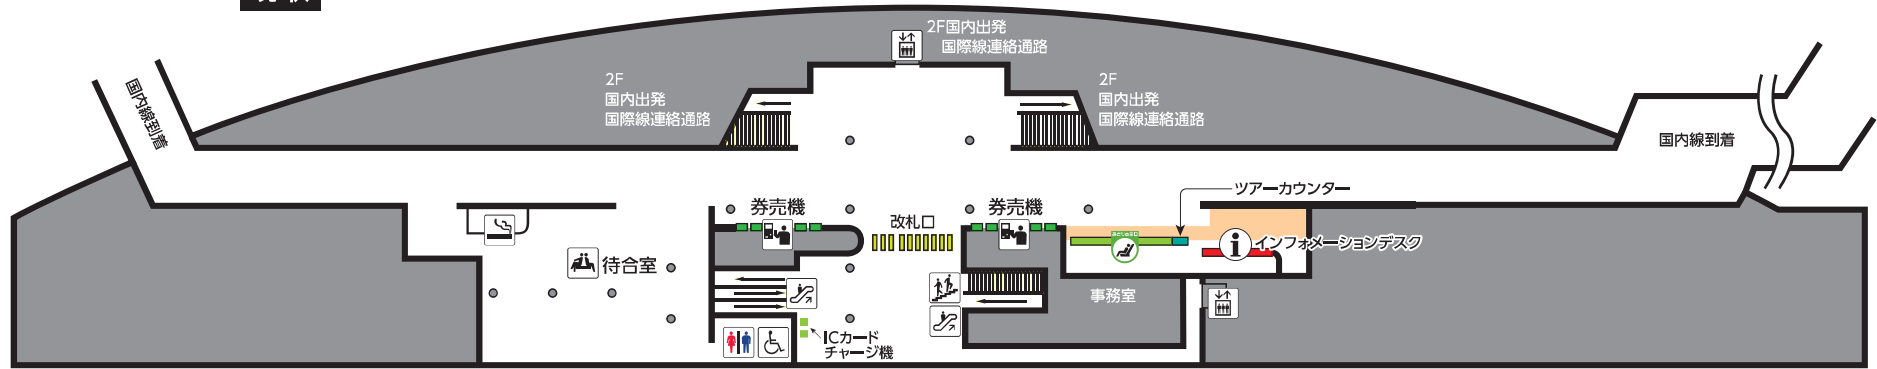 2F国内出発
国際線連絡通路
2F
国内出発
国際線連絡通路
2F
国内出発
国際線連絡通路
国内線到着
国内線到着
ツアーカウンター
券売機
改札口
券売機
インフォメーションデスク
待合室
事務室
ICカード
チャージ機